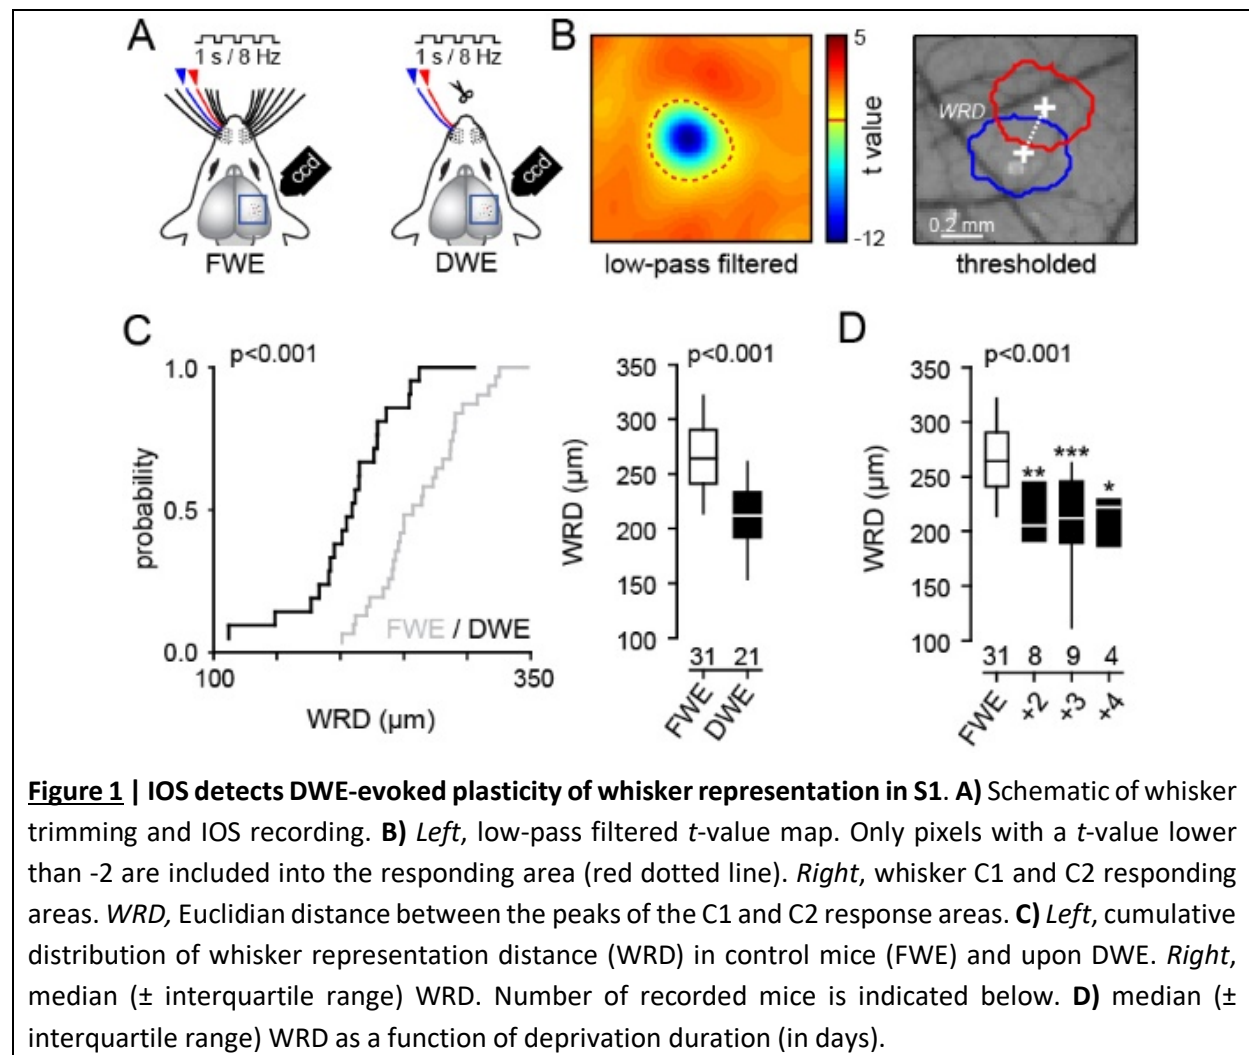 A
1 s / 8 Hz
1 s / 8 Hz
ccd
ccd
FWE
DWE
B
5
t value
-12
low-pass filtered
WRD
0.2 mm
thresholded
C
p<0.001
1.0
0.5
0.0
probability
FWE / DWE
100
350
WRD (µm)
p<0.001
350
300
250
200
150
100
WRD (µm)
31
21
FWE
DWE
D
p<0.001
350
300
250
200
150
100
WRD (µm)
**
***
*
31
8
9
4
FWE
+2
+3
+4
Figure 1 | IOS detects DWE-evoked plasticity of whisker representation in S1. A) Schematic of whisker
trimming and IOS recording. B) Left, low-pass filtered t-value map. Only pixels with a t-value lower
than -2 are included into the responding area (red dotted line). Right, whisker C1 and C2 responding
areas. WRD, Euclidian distance between the peaks of the C1 and C2 response areas. C) Left, cumulative
distribution of whisker representation distance (WRD) in control mice (FWE) and upon DWE. Right,
median (± interquartile range) WRD. Number of recorded mice is indicated below. D) median (±
interquartile range) WRD as a function of deprivation duration (in days).